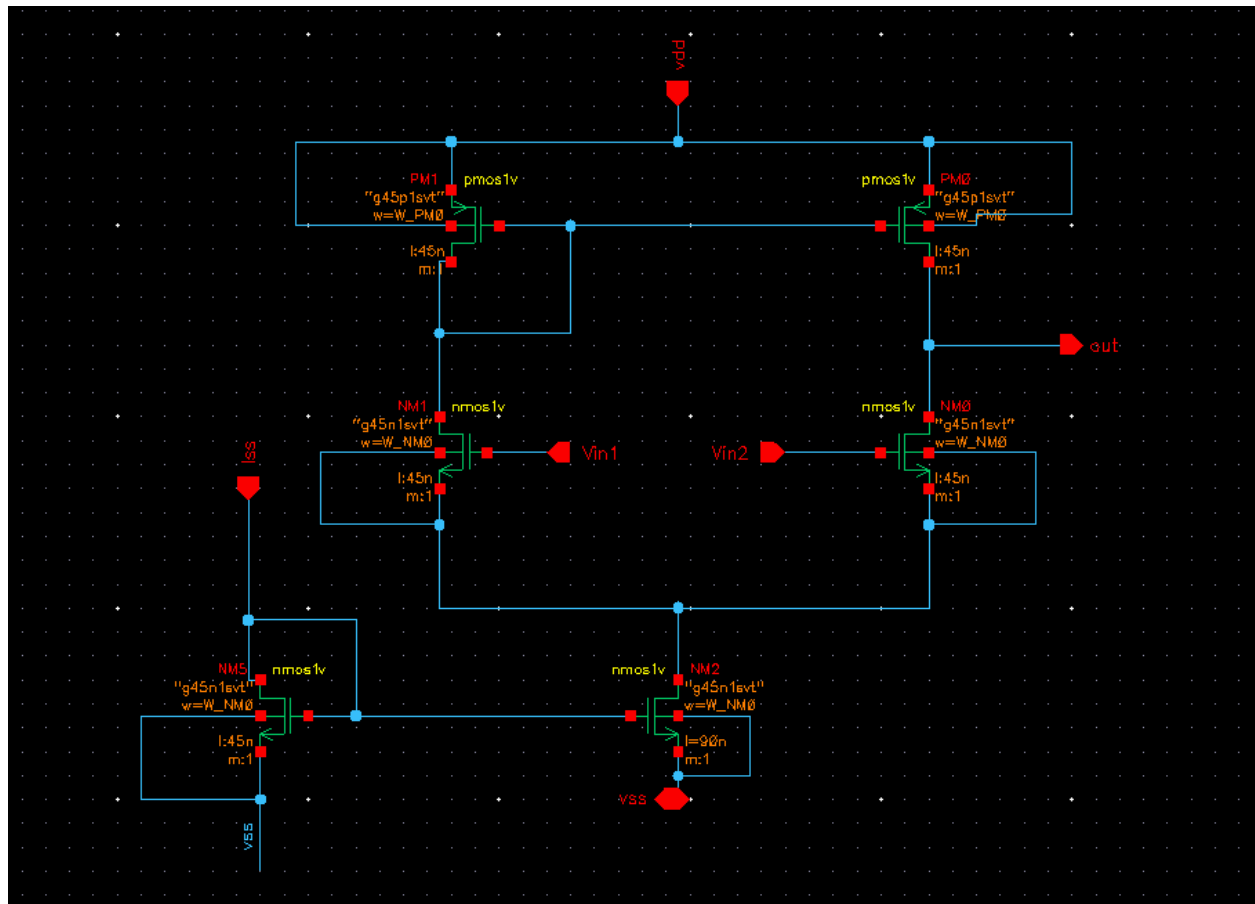 vdd
PM1 pmos1v
"g45p1svt"
w=W_PM0
l:45n
m:1
pmos1v PM0
"g45p1svt"
w=W_PM0
l:45n
m:1
out
NM1 nmos1v
"g45n1svt"
w=W_NM0
l:45n
m:1
Vin1
Vin2
nmos1v NM0
"g45n1svt"
w=W_NM0
l:45n
m:1
Iss
NM5 nmos1v
"g45n1svt"
w=W_NM0
l:45n
m:1
nmos1v NM2
"g45n1svt"
w=W_NM0
l=90n
m:1
vss
vss